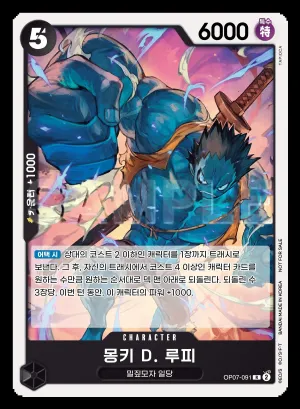 5
6000
특
카운터 +1000
SAMPLE
어택 시 상대의 코스트 2 이하인 캐릭터를 1장까지 트래시로
보낸다. 그 후, 자신의 트래시에서 코스트 4 이상인 캐릭터 카드를
원하는 수만큼 원하는 순서대로 덱 맨 아래로 되돌린다. 되돌린 수
3장당, 이번 턴 동안, 이 캐릭터의 파워 +1000.
CHARACTER
몽키 D. 루피
밀짚모자 일당
OP07-091 R
2